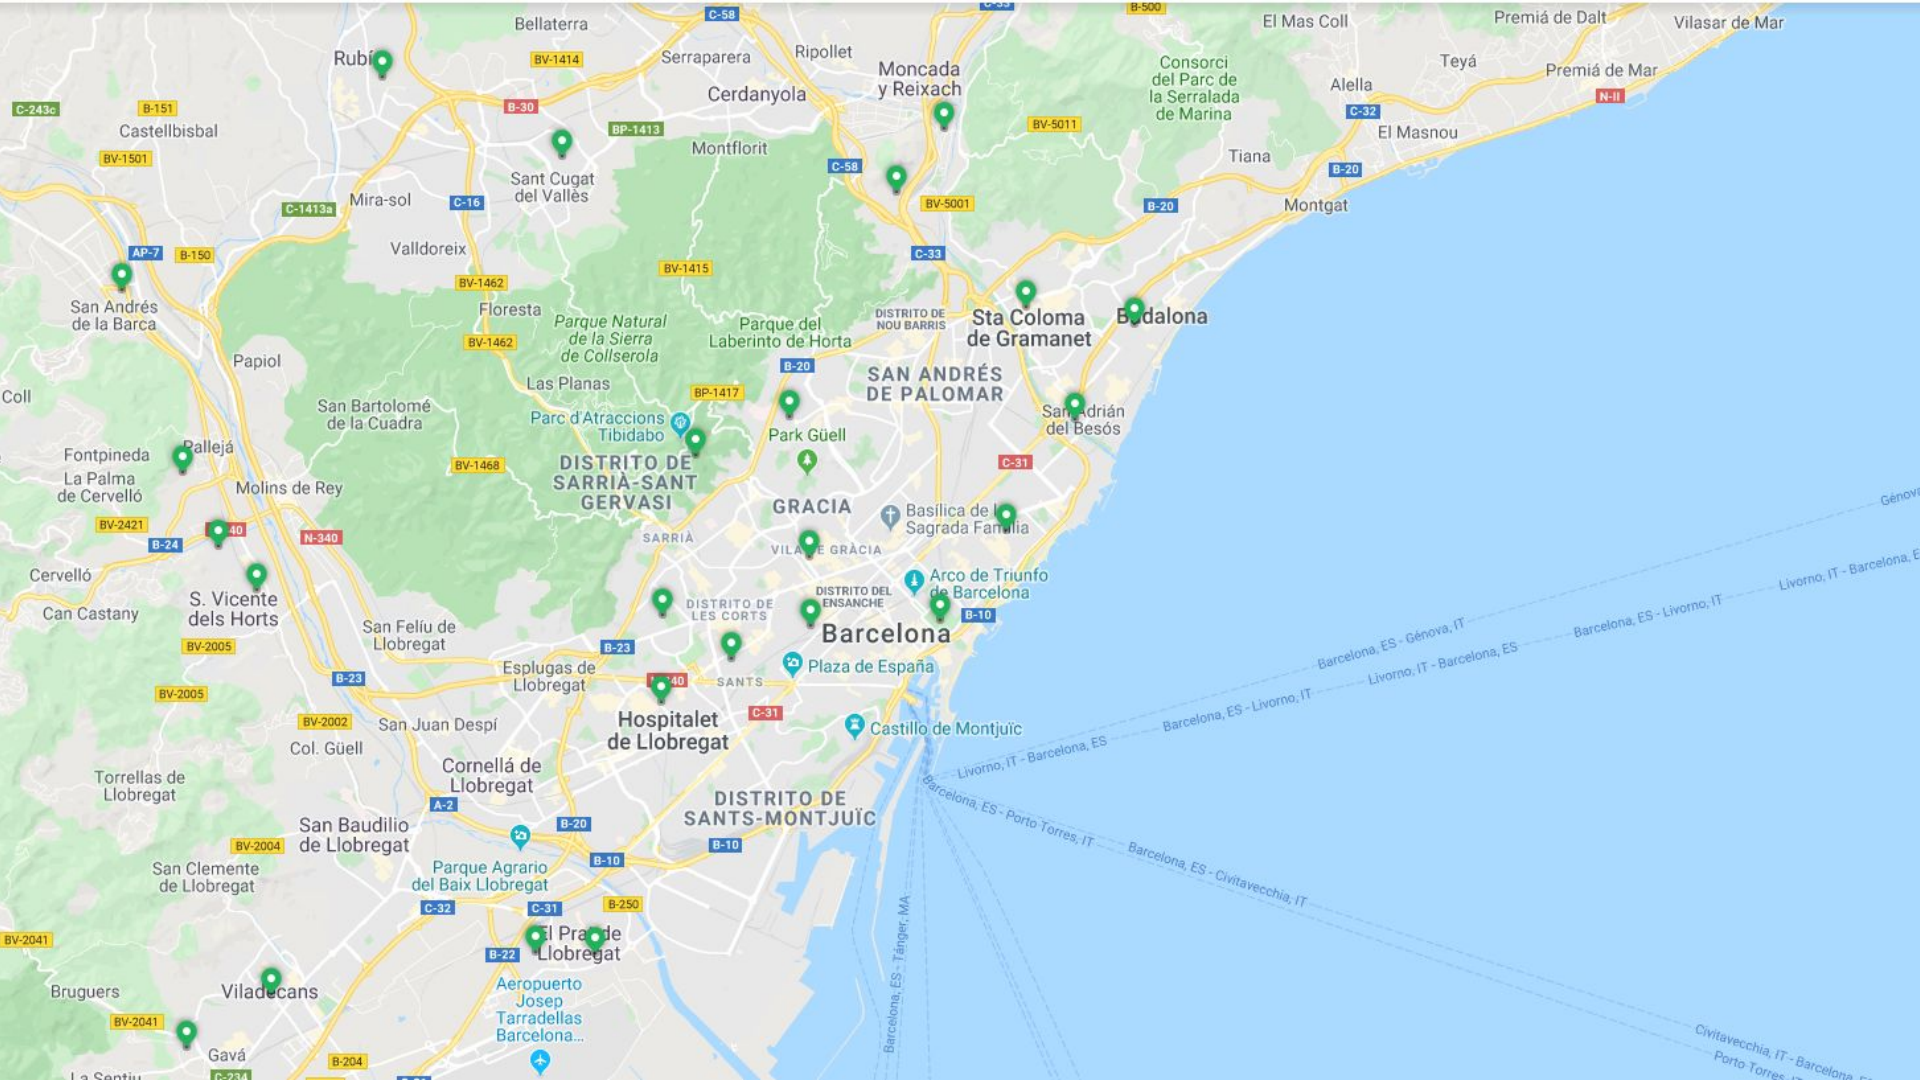 C-58
C-33
B-500
El Mas Coll
Premiá de Dalt
Vilasar de Mar
Bellaterra
Rubí
BV-1414
Serraparera
Ripollet
Moncada
y Reixach
Consorci
del Parc de
la Serralada
de Marina
Teyá
Premiá de Mar
Alella
N-II
C-243c
B-151
B-30
Cerdanyola
C-32
Castellbisbal
BP-1413
BV-5011
El Masnou
BV-1501
Montflorit
C-58
Tiana
B-20
Sant Cugat
del Vallès
Mira-sol
C-16
C-1413a
BV-5001
B-20
Montgat
AP-7
B-150
Valldoreix
C-33
BV-1415
BV-1462
San Andrés
de la Barca
Floresta
Parque Natural
de la Sierra
de Collserola
Parque del
Laberinto de Horta
DISTRITO DE
NOU BARRIS
Sta Coloma
de Gramanet
Badalona
BV-1462
Papiol
B-20
SAN ANDRÉS
DE PALOMAR
Las Planas
BP-1417
Coll
San Bartolomé
de la Cuadra
Parc d'Atraccions
Tibidabo
San Adrián
del Besós
Park Güell
Fontpineda
Pallejá
BV-1468
DISTRITO DE
SARRIÀ-SANT
GERVASI
C-31
La Palma
de Cervelló
Molins de Rey
GRACIA
Basílica de la
Sagrada Familia
Génova
BV-2421
B-24
N-340
SARRIÀ
VILA DE GRÀCIA
Livorno, IT - Barcelona, E
Cervelló
Arco de Triunfo
de Barcelona
Can Castany
S. Vicente
dels Horts
DISTRITO DE
LES CORTS
DISTRITO DEL
ENSANCHE
B-10
Barcelona, ES - Livorno, IT
San Felíu de
Llobregat
Barcelona
Barcelona, ES - Génova, IT
BV-2005
B-23
Esplugas de
Llobregat
Plaza de España
Livorno, IT - Barcelona, ES
B-23
SANTS
BV-2005
Barcelona, ES - Livorno, IT
BV-2002
San Juan Despí
Hospitalet
de Llobregat
C-31
Castillo de Montjuïc
Col. Güell
Livorno, IT - Barcelona, ES
Cornellá de
Llobregat
Torrellas de
Llobregat
Barcelona, ES - Porto Torres, IT
A-2
DISTRITO DE
SANTS-MONTJUÏC
San Baudilio
de Llobregat
B-20
BV-2004
B-10
B-10
Barcelona, ES - Civitavecchia, IT
San Clemente
de Llobregat
Parque Agrario
del Baix Llobregat
C-32
C-31
B-250
BV-2041
El Prat de
Llobregat
B-22
Barcelona, ES - Tánger, MA
Bruguers
Viladecans
Aeropuerto
Josep
Tarradellas
Barcelona...
BV-2041
Gavá
B-204
Civitavecchia, IT - Barcelona, E
Porto Torres,
La Sentiu
C-234